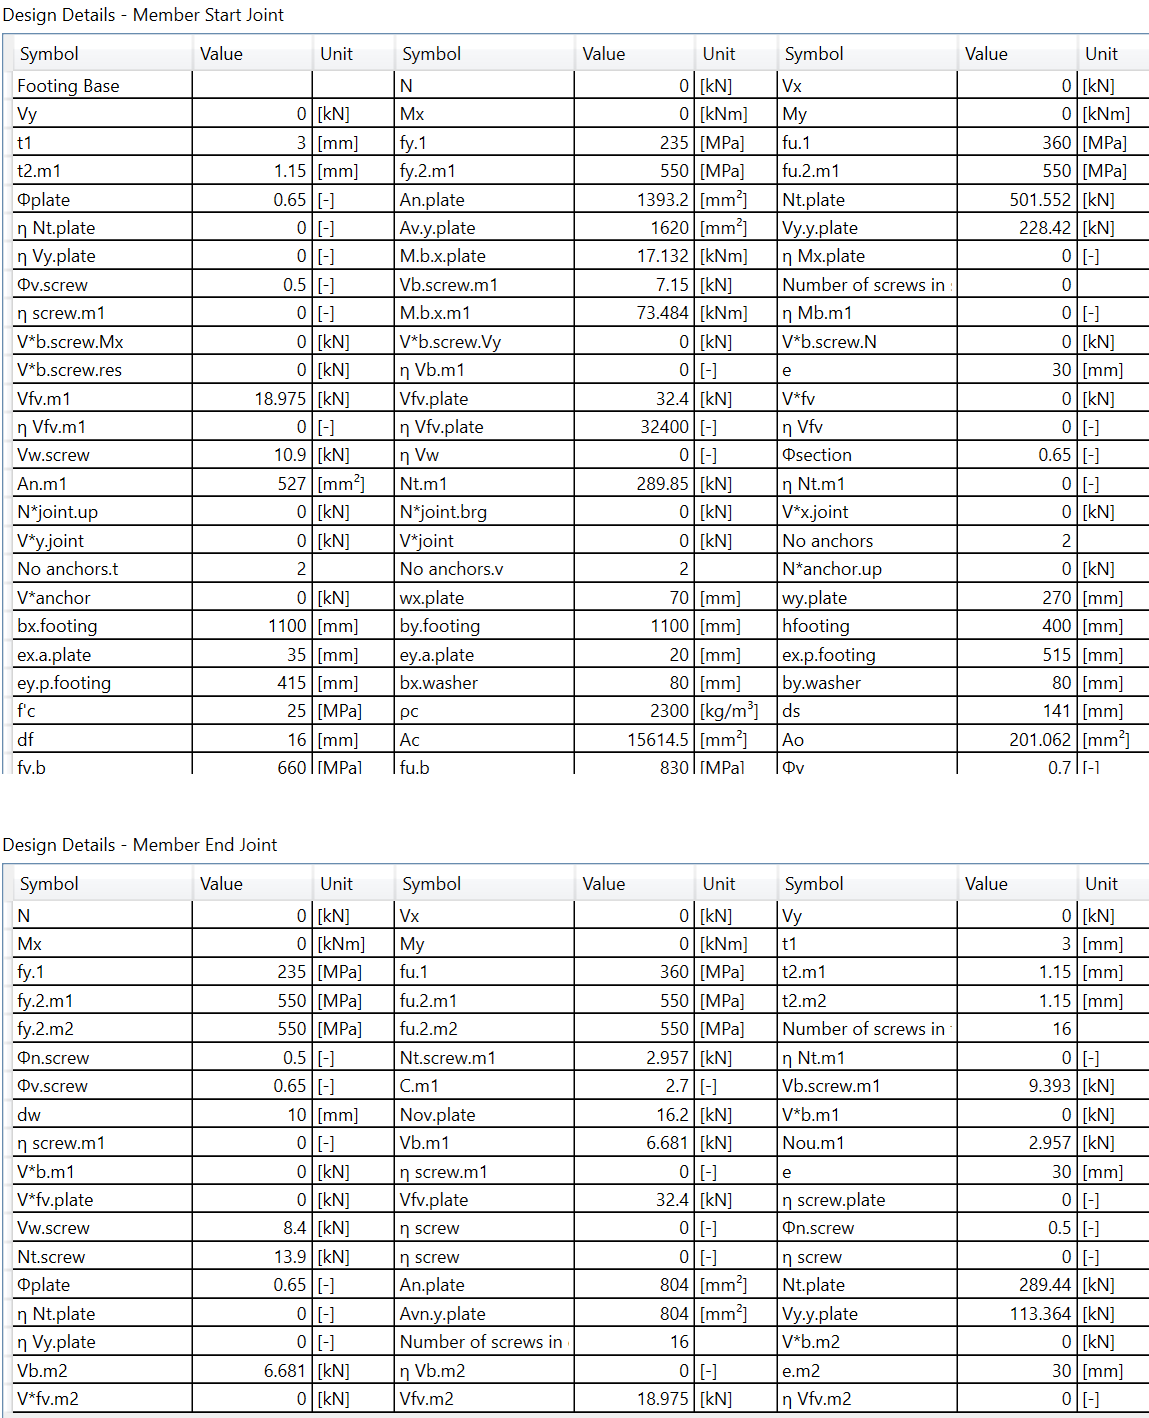 Design Details - Member Start Joint
Symbol Value Unit Symbol Value Unit Symbol Value Unit
Footing Base N 0 [kN] Vx 0 [kN]
Vy 0 [kN] Mx 0 [kNm] My 0 [kNm]
t1 3 [mm] fy.1 235 [MPa] fu.1 360 [MPa]
t2.m1 1.15 [mm] fy.2.m1 550 [MPa] fu.2.m1 550 [MPa]
Φplate 0.65 [-] An.plate 1393.2 [mm²] Nt.plate 501.552 [kN]
η Nt.plate 0 [-] Av.y.plate 1620 [mm²] Vy.y.plate 228.42 [kN]
η Vy.plate 0 [-] M.b.x.plate 17.132 [kNm] η Mx.plate 0 [-]
Φv.screw 0.5 [-] Vb.screw.m1 7.15 [kN] Number of screws in 0
η screw.m1 0 [-] M.b.x.m1 73.484 [kNm] η Mb.m1 0 [-]
V*b.screw.Mx 0 [kN] V*b.screw.Vy 0 [kN] V*b.screw.N 0 [kN]
V*b.screw.res 0 [kN] η Vb.m1 0 [-] e 30 [mm]
Vfv.m1 18.975 [kN] Vfv.plate 32.4 [kN] V*fv 0 [kN]
η Vfv.m1 0 [-] η Vfv.plate 32400 [-] η Vfv 0 [-]
Vw.screw 10.9 [kN] η Vw 0 [-] Φsection 0.65 [-]
An.m1 527 [mm²] Nt.m1 289.85 [kN] η Nt.m1 0 [-]
N*joint.up 0 [kN] N*joint.brg 0 [kN] V*x.joint 0 [kN]
V*y.joint 0 [kN] V*joint 0 [kN] No anchors 2
No anchors.t 2 No anchors.v 2 N*anchor.up 0 [kN]
V*anchor 0 [kN] wx.plate 70 [mm] wy.plate 270 [mm]
bx.footing 1100 [mm] by.footing 1100 [mm] hfooting 400 [mm]
ex.a.plate 35 [mm] ey.a.plate 20 [mm] ex.p.footing 515 [mm]
ey.p.footing 415 [mm] bx.washer 80 [mm] by.washer 80 [mm]
f'c 25 [MPa] ρc 2300 [kg/m³] ds 141 [mm]
df 16 [mm] Ac 15614.5 [mm²] Ao 201.062 [mm²]
fy.b 660 [MPa] fu.b 830 [MPa] Φv 0.7 [-]
Design Details - Member End Joint
Symbol Value Unit Symbol Value Unit Symbol Value Unit
N 0 [kN] Vx 0 [kN] Vy 0 [kN]
Mx 0 [kNm] My 0 [kNm] t1 3 [mm]
fy.1 235 [MPa] fu.1 360 [MPa] t2.m1 1.15 [mm]
fy.2.m1 550 [MPa] fu.2.m1 550 [MPa] t2.m2 1.15 [mm]
fy.2.m2 550 [MPa] fu.2.m2 550 [MPa] Number of screws in 16
Φn.screw 0.5 [-] Nt.screw.m1 2.957 [kN] η Nt.m1 0 [-]
Φv.screw 0.65 [-] C.m1 2.7 [-] Vb.screw.m1 9.393 [kN]
dw 10 [mm] Nov.plate 16.2 [kN] V*b.m1 0 [kN]
η screw.m1 0 [-] Vb.m1 6.681 [kN] Nou.m1 2.957 [kN]
V*b.m1 0 [kN] η screw.m1 0 [-] e 30 [mm]
V*fv.plate 0 [kN] Vfv.plate 32.4 [kN] η screw.plate 0 [-]
Vw.screw 8.4 [kN] η screw 0 [-] Φn.screw 0.5 [-]
Nt.screw 13.9 [kN] η screw 0 [-] η screw 0 [-]
Φplate 0.65 [-] An.plate 804 [mm²] Nt.plate 289.44 [kN]
η Nt.plate 0 [-] Avn.y.plate 804 [mm²] Vy.y.plate 113.364 [kN]
η Vy.plate 0 [-] Number of screws in 16 V*b.m2 0 [kN]
Vb.m2 6.681 [kN] η Vb.m2 0 [-] e.m2 30 [mm]
V*fv.m2 0 [kN] Vfv.m2 18.975 [kN] η Vfv.m2 0 [-]